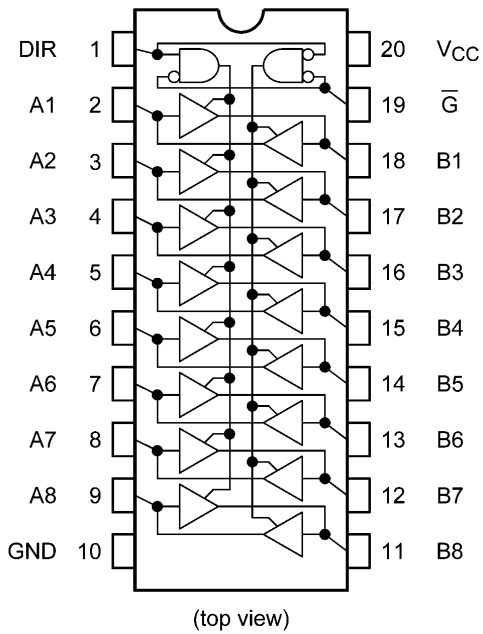 DIR 1 20 VCC
A1 2 19 G̅
A2 3 18 B1
A3 4 17 B2
A4 5 16 B3
A5 6 15 B4
A6 7 14 B5
A7 8 13 B6
A8 9 12 B7
GND 10 11 B8
(top view)